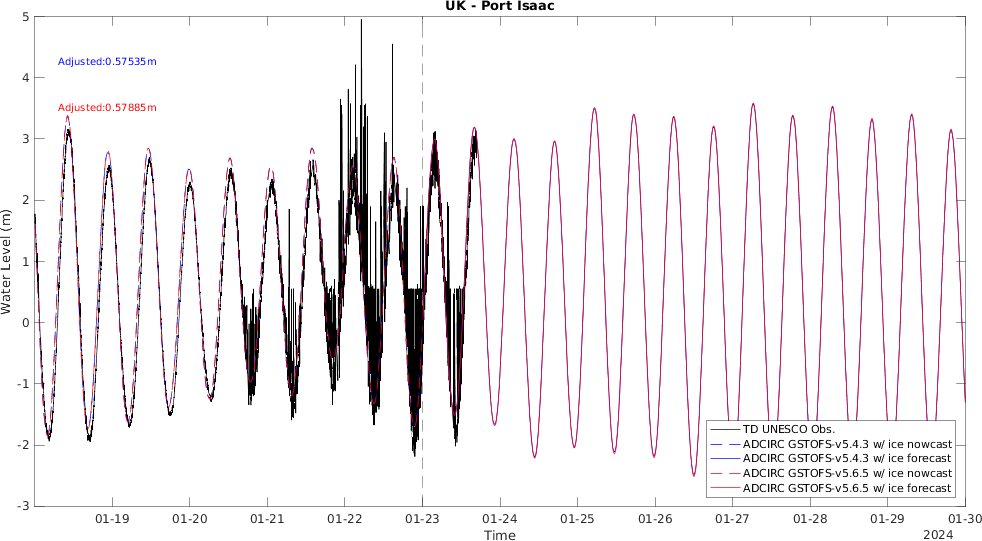 UK - Port Isaac
5
4
3
2
1
0
-1
-2
-3
Water Level (m)
Adjusted:0.57535m
Adjusted:0.57885m
TD UNESCO Obs.
ADCIRC GSTOFS-v5.4.3 w/ ice nowcast
ADCIRC GSTOFS-v5.4.3 w/ ice forecast
ADCIRC GSTOFS-v5.6.5 w/ ice nowcast
ADCIRC GSTOFS-v5.6.5 w/ ice forecast
01-19 01-20 01-21 01-22 01-23 01-24 01-25 01-26 01-27 01-28 01-29 01-30
Time
2024